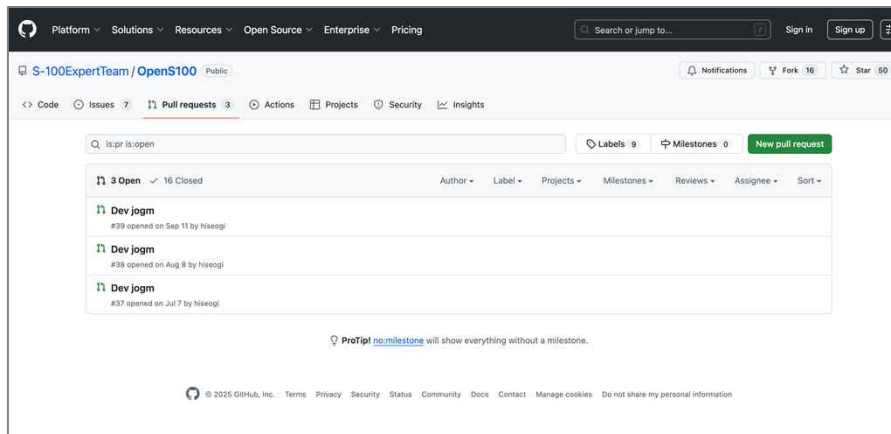 Platform Solutions Resources Open Source Enterprise Pricing Search or jump to... / Sign in Sign up
S-100ExpertTeam / OpenS100 Public Notifications Fork 16 Star 50
Code Issues 7 Pull requests 3 Actions Projects Security Insights
is:pr is:open Labels 9 Milestones 0 New pull request
3 Open 16 Closed Author Label Projects Milestones Reviews Assignee Sort
Dev jogm
#39 opened on Sep 11 by hiseogi
Dev jogm
#38 opened on Aug 8 by hiseogi
Dev jogm
#37 opened on Jul 7 by hiseogi
ProTip! no:milestone will show everything without a milestone.
© 2025 GitHub, Inc. Terms Privacy Security Status Community Docs Contact Manage cookies Do not share my personal information